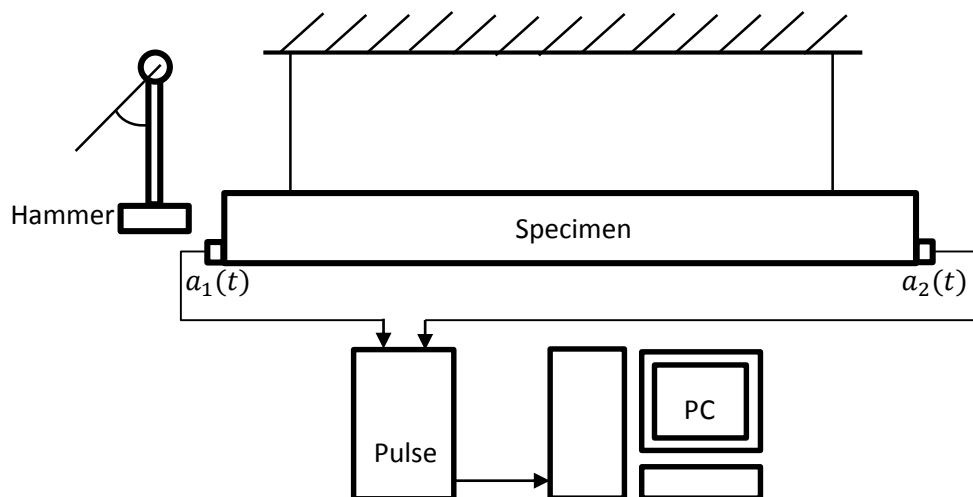 Hammer
Specimen
a₁(t)
a₂(t)
Pulse
PC